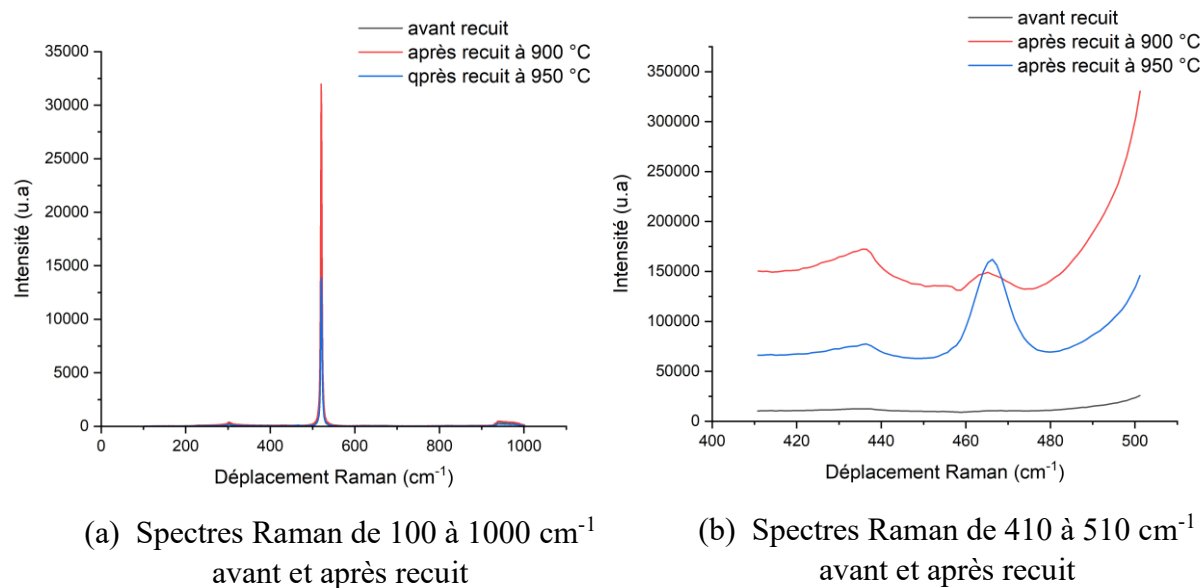 avant recuit
après recuit à 900 °C
qprès recuit à 950 °C
35000
30000
25000
20000
15000
10000
5000
0
Intensité (u.a)
0 200 400 600 800 1000
Déplacement Raman (cm-1)
(a) Spectres Raman de 100 à 1000 cm-1
avant et après recuit
avant recuit
après recuit à 900 °C
après recuit à 950 °C
350000
300000
250000
200000
150000
100000
50000
0
Intensité (u.a)
400 420 440 460 480 500
Déplacement Raman (cm-1)
(b) Spectres Raman de 410 à 510 cm-1
avant et après recuit